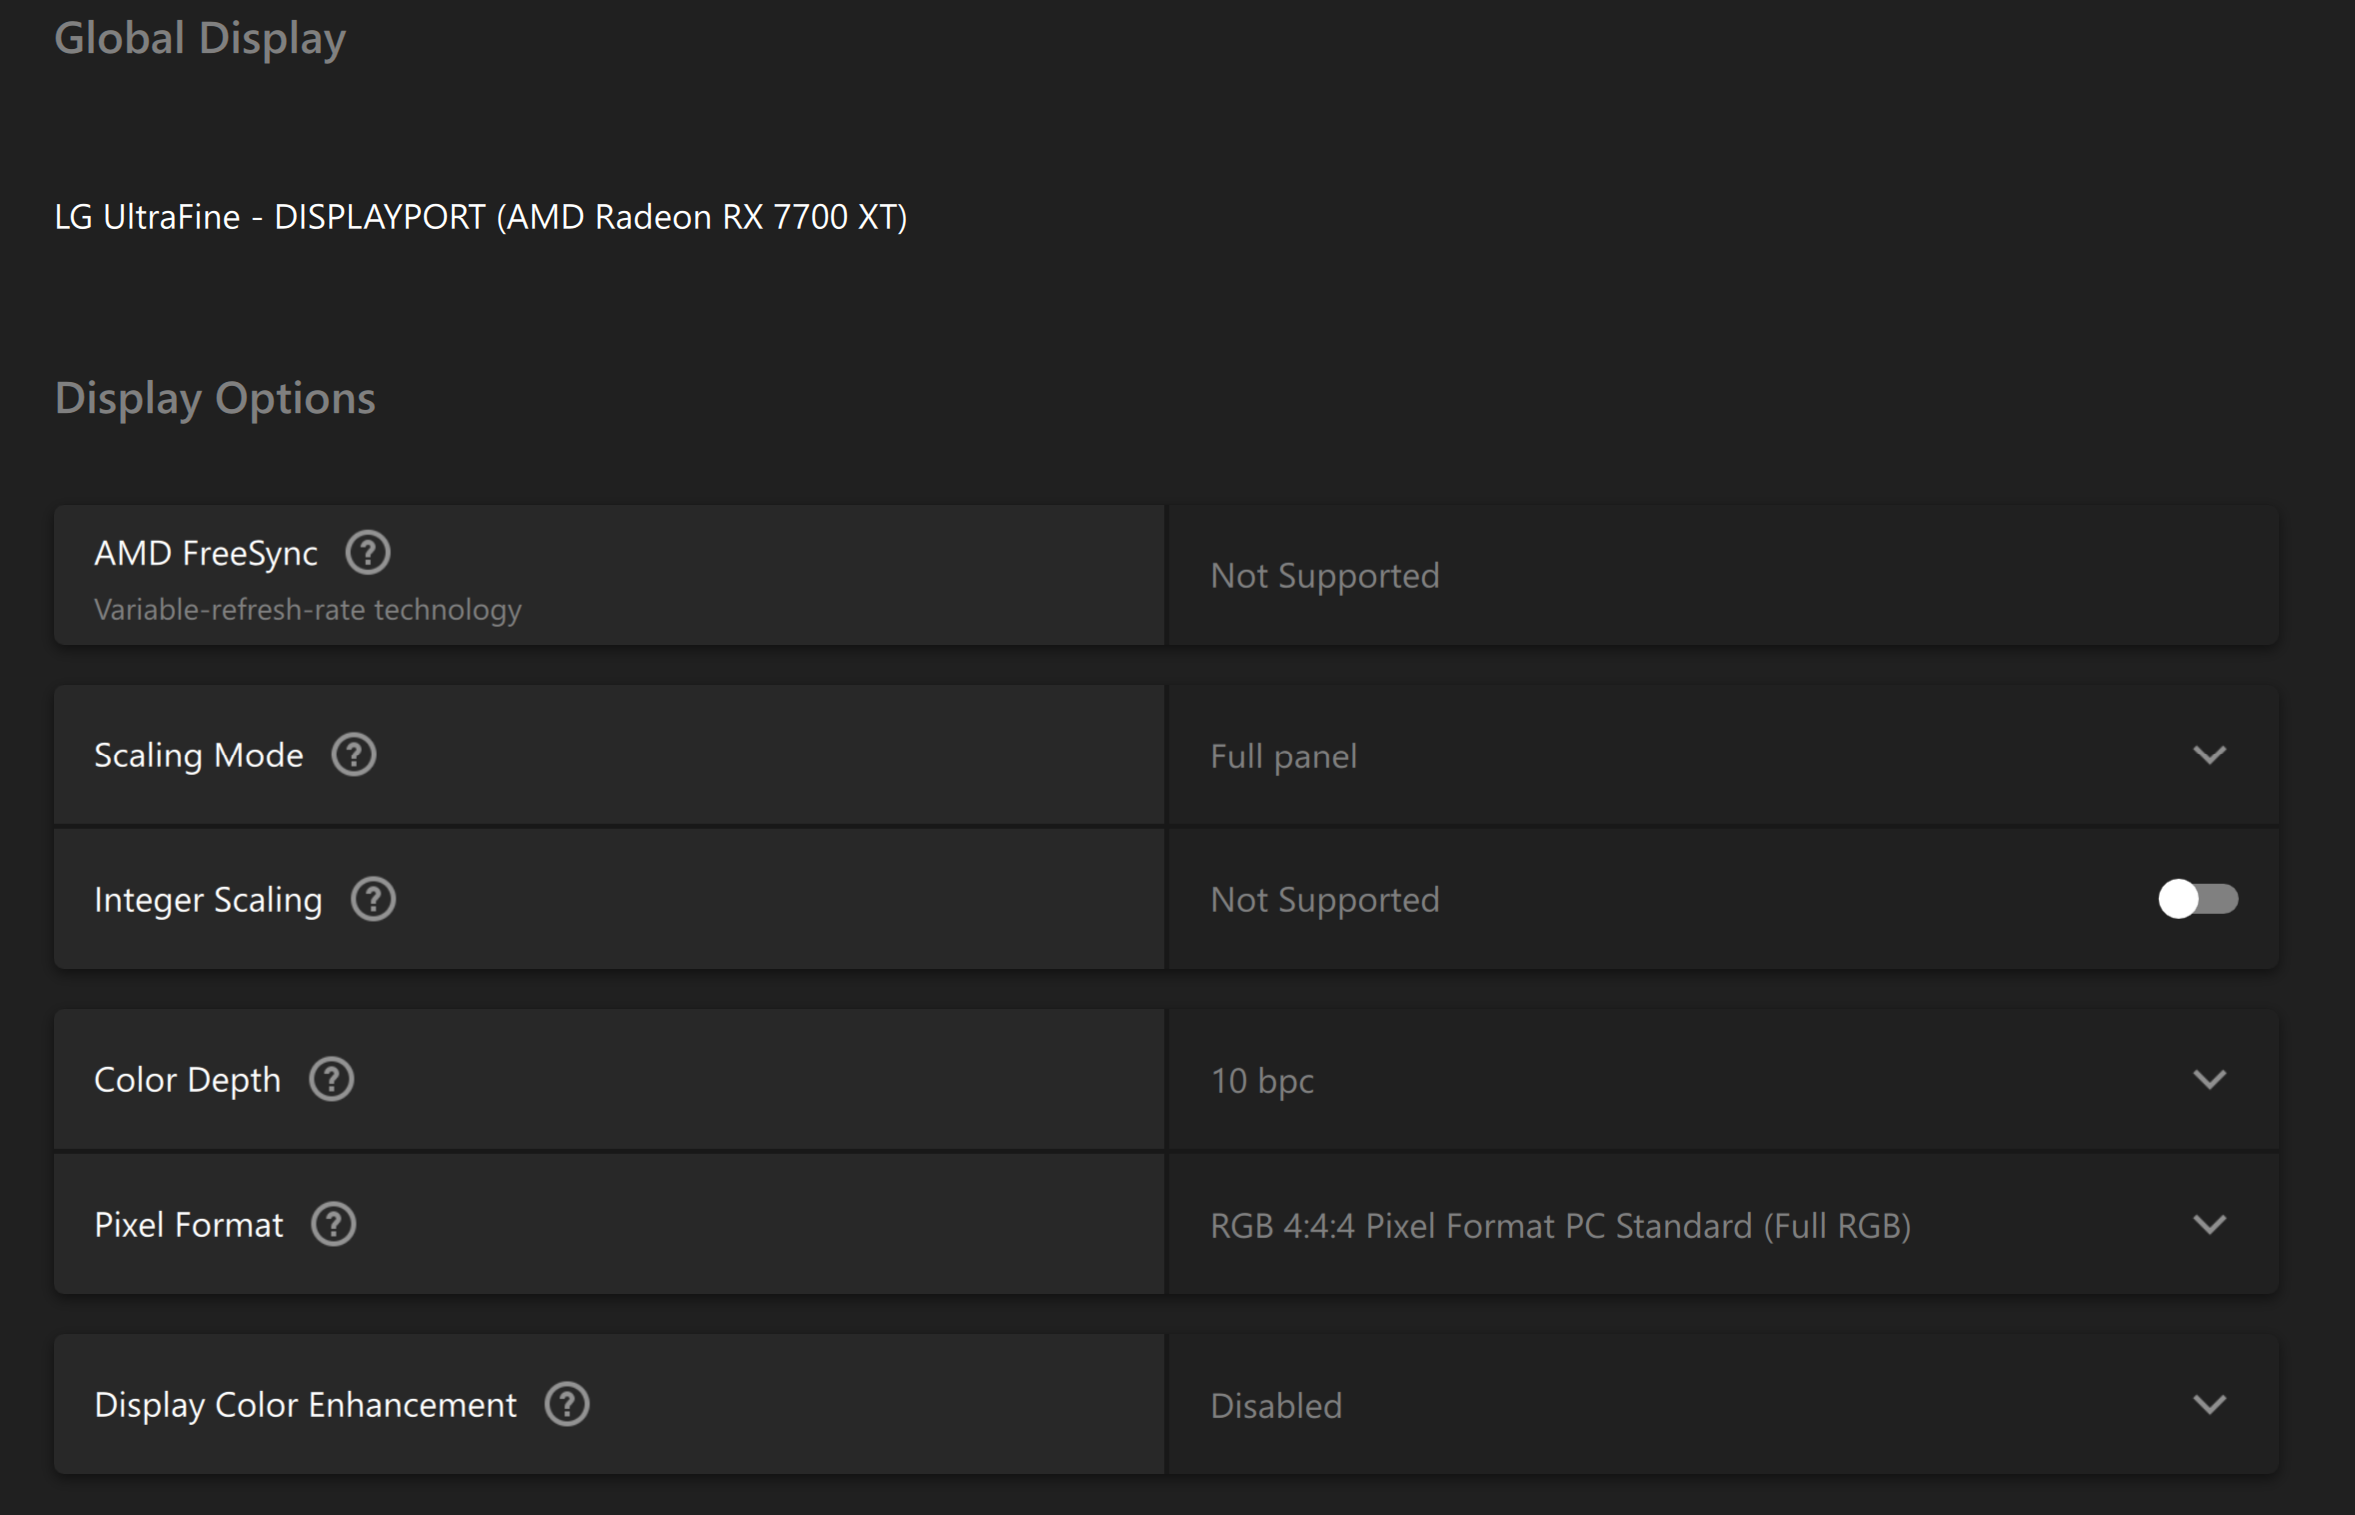 Global Display
LG UltraFine - DISPLAYPORT (AMD Radeon RX 7700 XT)
Display Options
AMD FreeSync ?
Variable-refresh-rate technology
Not Supported
Scaling Mode ?
Full panel
Integer Scaling ?
Not Supported
Color Depth ?
10 bpc
Pixel Format ?
RGB 4:4:4 Pixel Format PC Standard (Full RGB)
Display Color Enhancement ?
Disabled